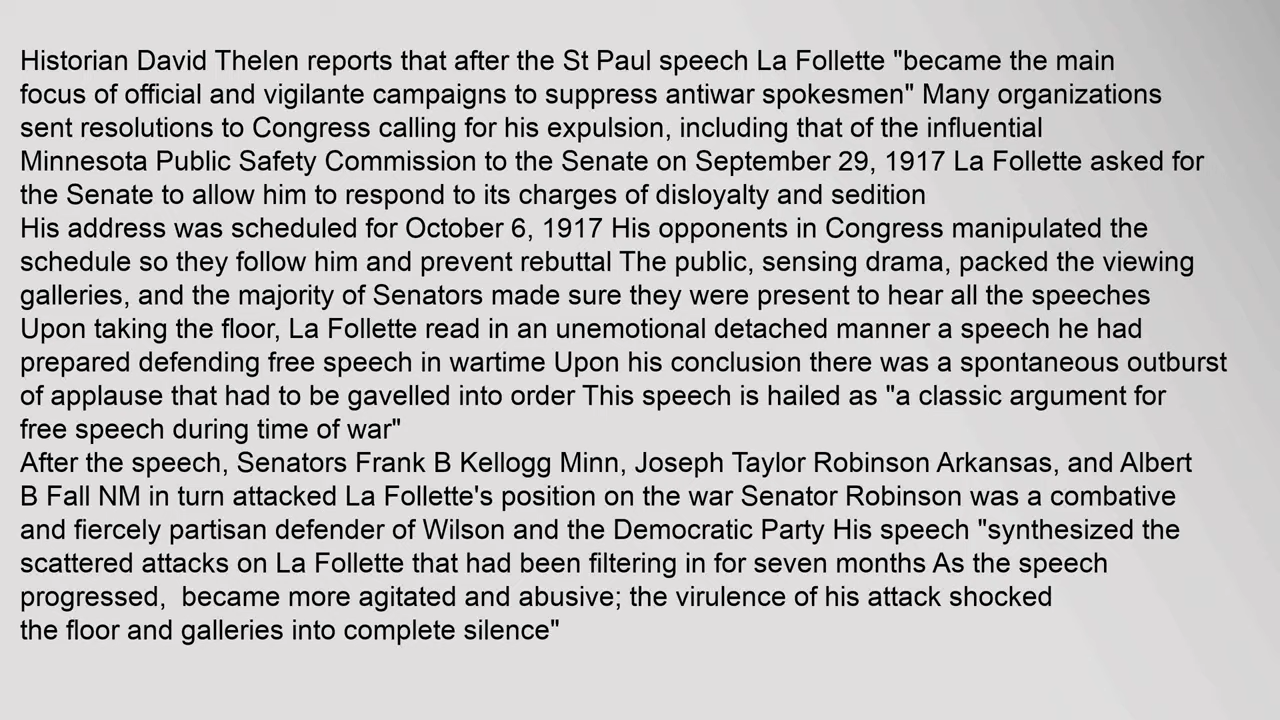 Historian David Thelen reports that after the St Paul speech La Follette "became the main
focus of official and vigilante campaigns to suppress antiwar spokesmen" Many organizations
sent resolutions to Congress calling for his expulsion, including that of the influential
Minnesota Public Safety Commission to the Senate on September 29, 1917 La Follette asked for
the Senate to allow him to respond to its charges of disloyalty and sedition
His address was scheduled for October 6, 1917 His opponents in Congress manipulated the
schedule so they follow him and prevent rebuttal The public, sensing drama, packed the viewing
galleries, and the majority of Senators made sure they were present to hear all the speeches
Upon taking the floor, La Follette read in an unemotional detached manner a speech he had
prepared defending free speech in wartime Upon his conclusion there was a spontaneous outburst
of applause that had to be gavelled into order This speech is hailed as "a classic argument for
free speech during time of war"
After the speech, Senators Frank B Kellogg Minn, Joseph Taylor Robinson Arkansas, and Albert
B Fall NM in turn attacked La Follette's position on the war Senator Robinson was a combative
and fiercely partisan defender of Wilson and the Democratic Party His speech "synthesized the
scattered attacks on La Follette that had been filtering in for seven months As the speech
progressed,  became more agitated and abusive; the virulence of his attack shocked
the floor and galleries into complete silence"